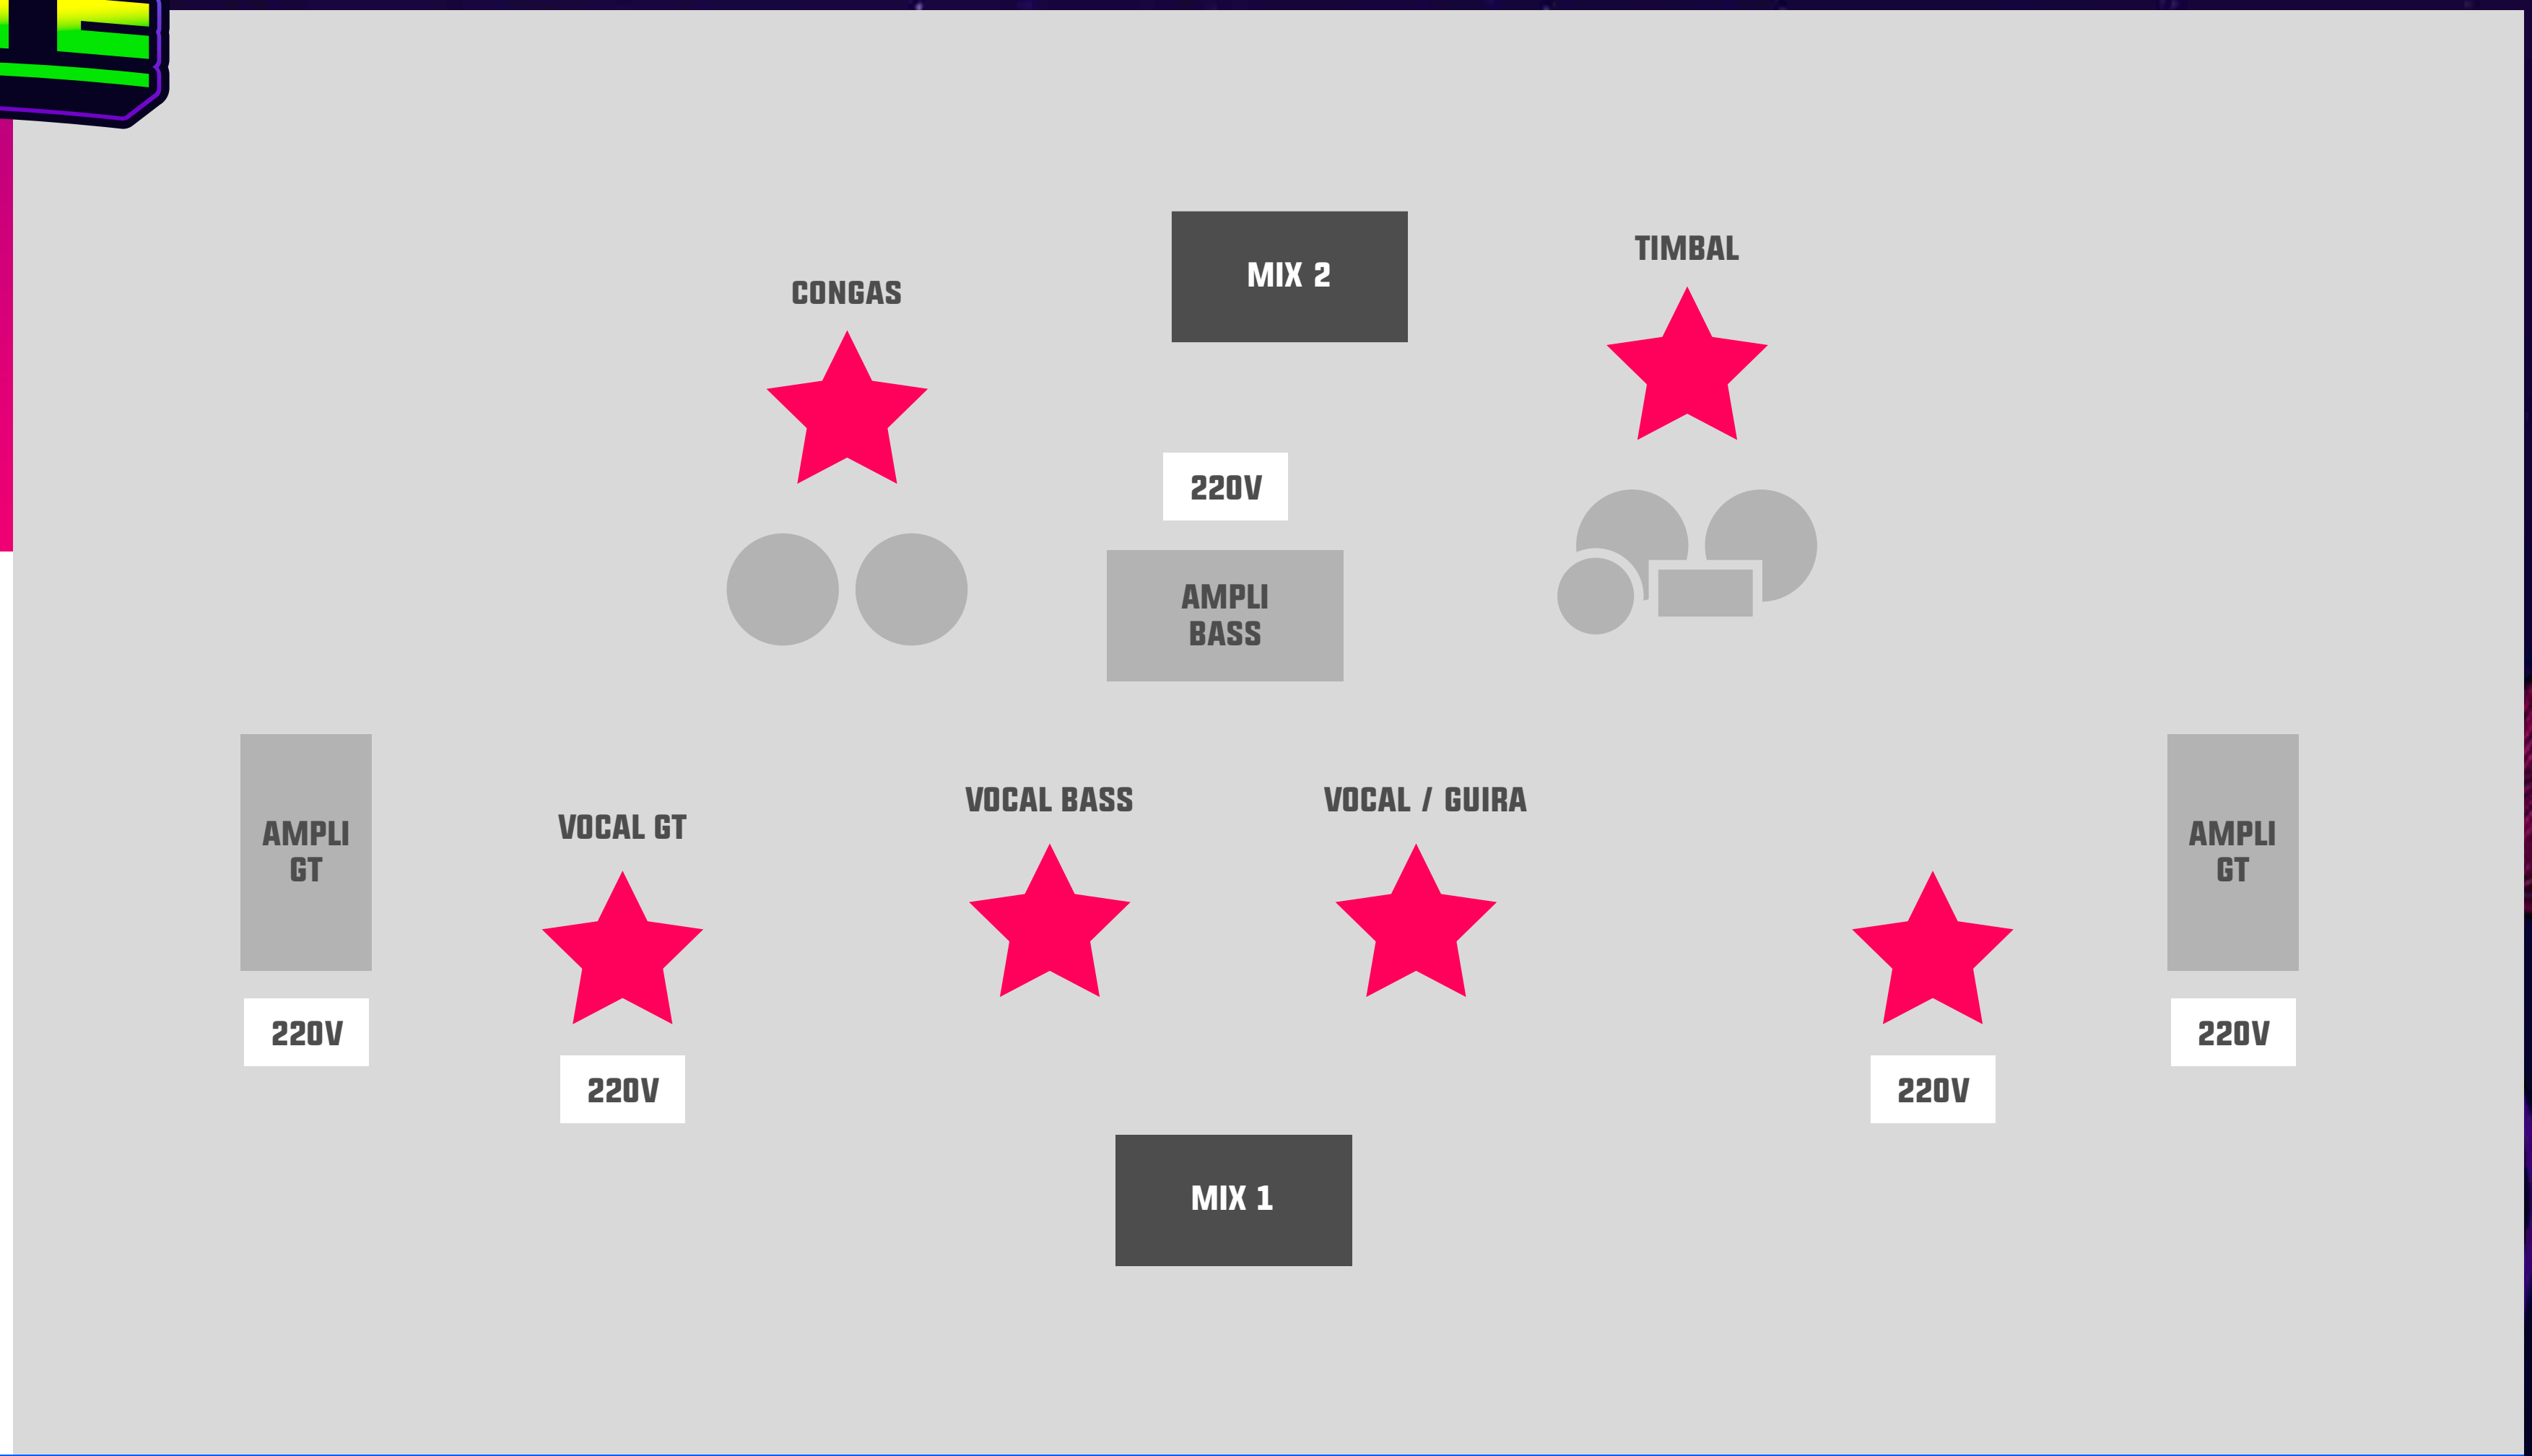 TIMBAL
MIX 2
CONGAS
220V
AMPLI
BASS
VOCAL BASS
VOCAL / GUIRA
VOCAL GT
AMPLI
GT
AMPLI
GT
220V
220V
220V
220V
MIX 1